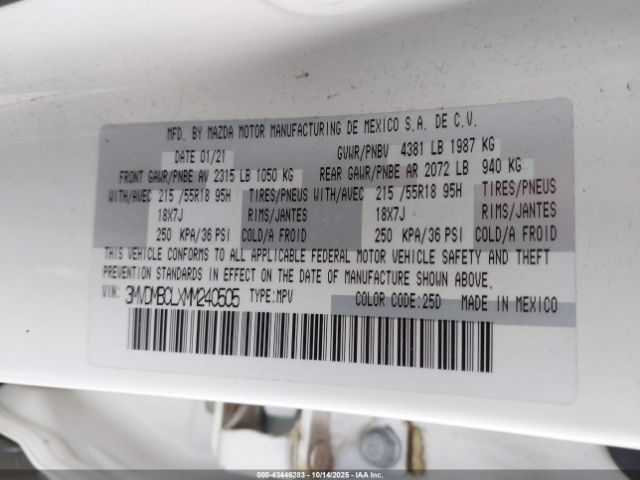 MFD. BY MAZDA MOTOR MANUFACTURING DE MEXICO S.A. DE C.V.
DATE 01/21 GVWR/PNBV 4381 LB 1987 KG
FRONT GAWR/PNBE AV 2315 LB 1050 KG REAR GAWR/PNBE AR 2072 LB 940 KG
WITH/AVEC 215 /55R18 95H TIRES/PNEUS WITH/AVEC 215 /55R18 95H TIRES/PNEUS
18X7J RIMS/JANTES 18X7J RIMS/JANTES
250 KPA/36 PSI COLD/A FROID 250 KPA/36 PSI COLD/A FROID
THIS VEHICLE CONFORMS TO ALL APPLICABLE FEDERAL MOTOR VEHICLE SAFETY AND THEFT
PREVENTION STANDARDS IN EFFECT ON THE DATE OF MANUFACTURE SHOWN ABOVE.
VIN: 3MVDMBCLXMM240505 TYPE:MPV COLOR CODE:25D MADE IN MEXICO
000-43446283 - 10/14/2025 - IAA Inc.